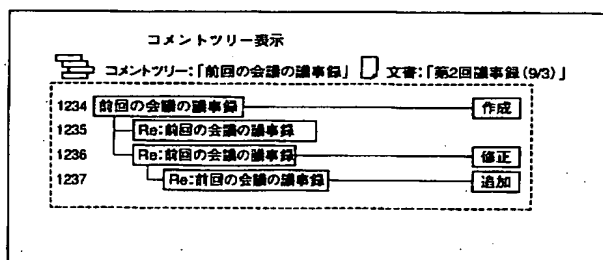 コメントツリー表示
コメントツリー:「前回の会議の議事録」 文書:「第2回議事録(9/3)」
1234 前回の会議の議事録 作成
1235 Re:前回の会議の議事録
1236 Re:前回の会議の議事録 修正
1237 Re:前回の会議の議事録 追加